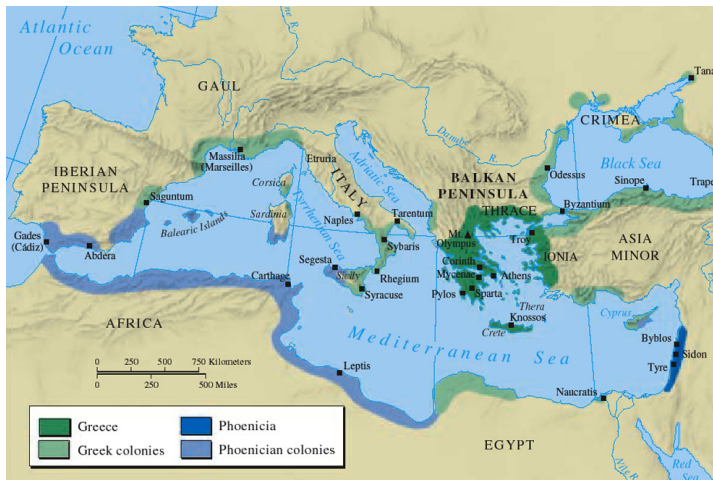 Atlantic
Ocean
Rhine R.
GAUL
Tana
CRIMEA
Danube R.
Massilia
(Marseilles)
Etruria
Adriatic Sea
BALKAN
PENINSULA
Black Sea
IBERIAN
PENINSULA
Corsica
ITALY
Odessus
Sinope
Trape
Saguntum
THRACE
Byzantium
Balearic Islands
Sardinia
Tyrrhenian Sea
Naples
Tarentum
Mt.
Olympus
Troy
Gades
(Cádiz)
Abdera
Sybaris
IONIA
ASIA
MINOR
Segesta
Sicily
Rhegium
Corinth
Mycenae
Athens
Carthage
Syracuse
Pylos
Sparta
Thera
Knossos
Crete
Cyprus
AFRICA
Mediterranean Sea
Byblos
Sidon
Tyre
0 250 500 750 Kilometers
0 250 500 Miles
Leptis
Naucratis
EGYPT
Nile R.
Red
Sea
Greece
Phoenicia
Greek colonies
Phoenician colonies